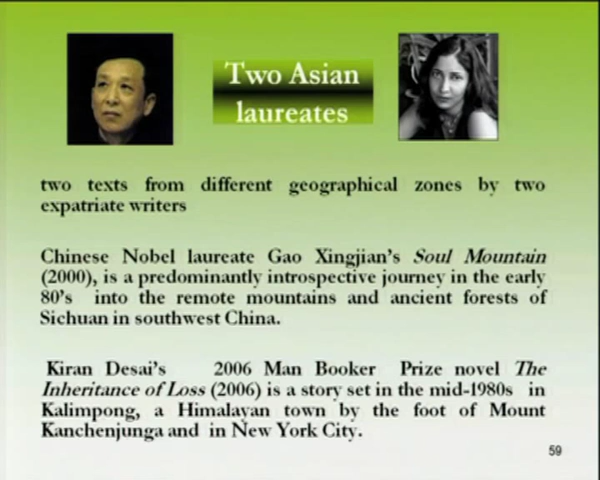 Two Asian
laureates
two texts from different geographical zones by two
expatriate writers
Chinese Nobel laureate Gao Xingjian's Soul Mountain
(2000), is a predominantly introspective journey in the early
80's into the remote mountains and ancient forests of
Sichuan in southwest China.
Kiran Desai's 2006 Man Booker Prize novel The
Inheritance of Loss (2006) is a story set in the mid-1980s in
Kalimpong, a Himalayan town by the foot of Mount
Kanchenjunga and in New York City.
59